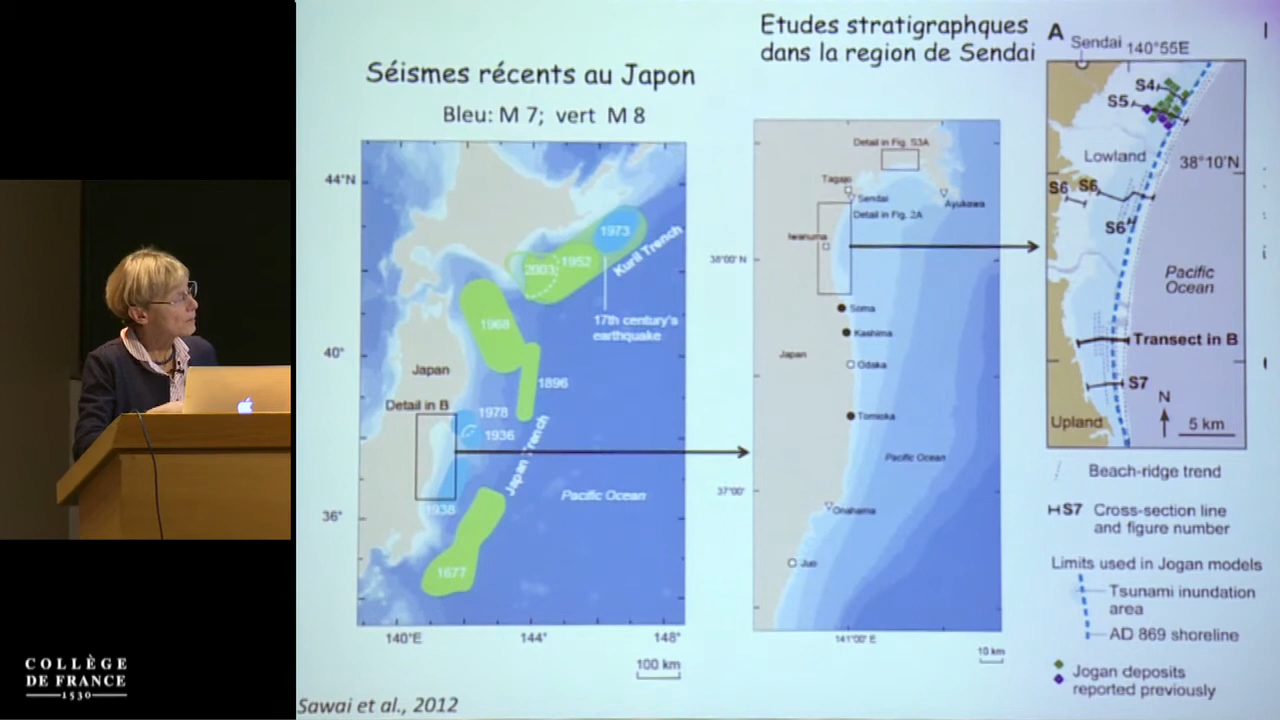 Séismes récents au Japon
Bleu: M 7; vert M 8
44°N
40°
36°
140°E
144°
148°
100 km
1973
1952
2003
Kuril Trench
17th century's
earthquake
1968
Japan
1896
Detail in B
1978
1936
Japan Trench
Pacific Ocean
1938
1677
Sawai et al., 2012
Etudes stratigraphques
dans la region de Sendai
Detail in Fig. S3A
Tagajo
Sendai
Ayukawa
Detail in Fig. 2A
Iwanuma
38°00' N
Soma
Kashima
Japan
Odaka
Tomioka
Pacific Ocean
37°00'
Onahama
Juo
141°00' E
10 km
A
Sendai
140°55E
S4
S5
Lowland
38°10'N
S6
S6
S6
Pacific
Ocean
Transect in B
S7
N
Upland
5 km
Beach-ridge trend
S7 Cross-section line
and figure number
Limits used in Jogan models
Tsunami inundation
area
AD 869 shoreline
Jogan deposits
reported previously
COLLÈGE
DE FRANCE
1530